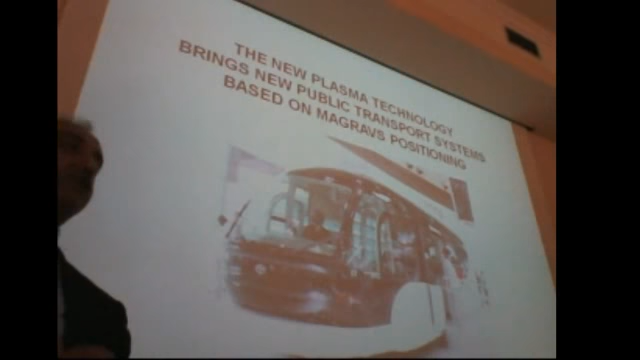 THE NEW PLASMA TECHNOLOGY
BRINGS NEW PUBLIC TRANSPORT SYSTEMS
BASED ON MAGRAVS POSITIONING